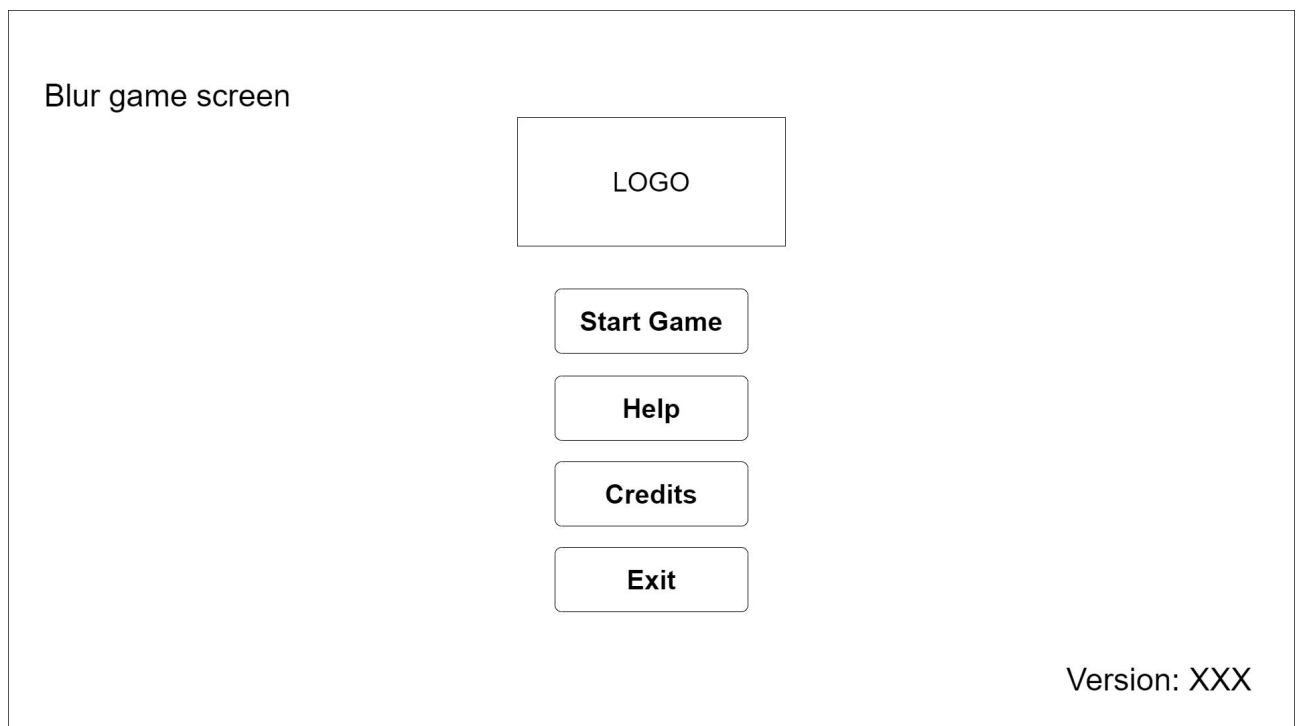 Blur game screen
LOGO
Start Game
Help
Credits
Exit
Version: XXX